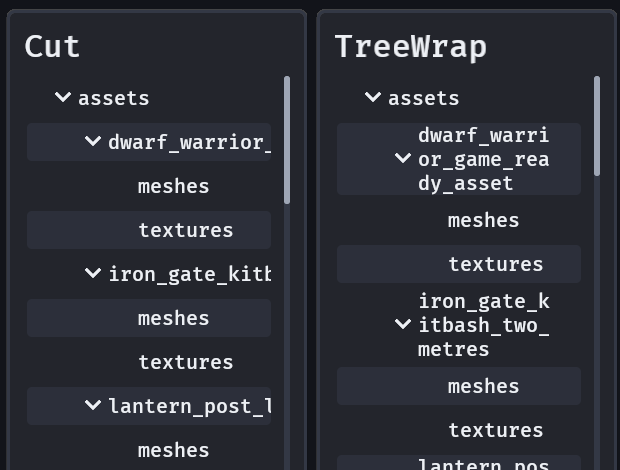 Cut
assets
dwarf_warrior_
meshes
textures
iron_gate_kitb
meshes
textures
lantern_post_l
meshes
TreeWrap
assets
dwarf_warri
or_game_rea
dy_asset
meshes
textures
iron_gate_k
itbash_two_
metres
meshes
textures
lantern_pos